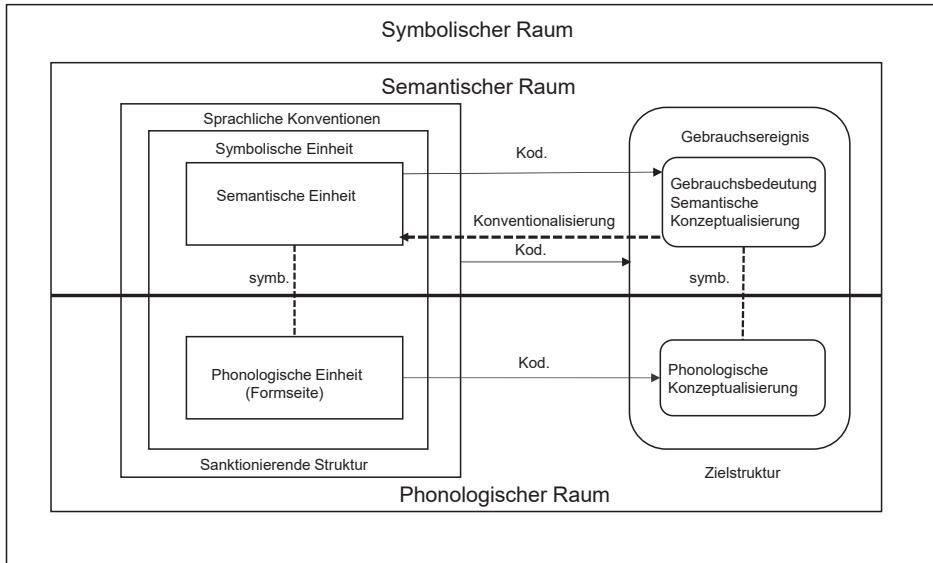 Symbolischer Raum
Semantischer Raum
Sprachliche Konventionen
Symbolische Einheit
Semantische Einheit
Kod.
Gebrauchsereignis
Gebrauchsbedeutung
Semantische
Konzeptualisierung
Konventionalisierung
Kod.
symb.
symb.
Phonologische Einheit
(Formseite)
Kod.
Phonologische
Konzeptualisierung
Sanktionierende Struktur
Zielstruktur
Phonologischer Raum